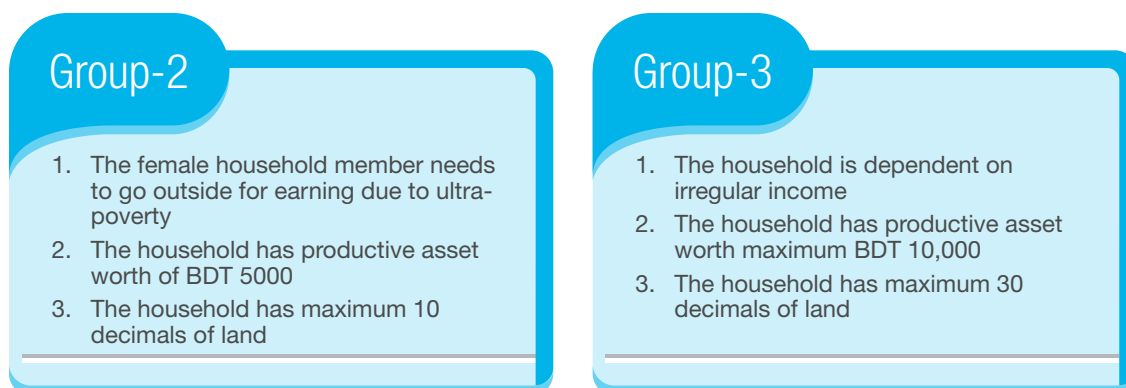 Group-2
1. The female household member needs
to go outside for earning due to ultra-
poverty
2. The household has productive asset
worth of BDT 5000
3. The household has maximum 10
decimals of land
Group-3
1. The household is dependent on
irregular income
2. The household has productive asset
worth maximum BDT 10,000
3. The household has maximum 30
decimals of land